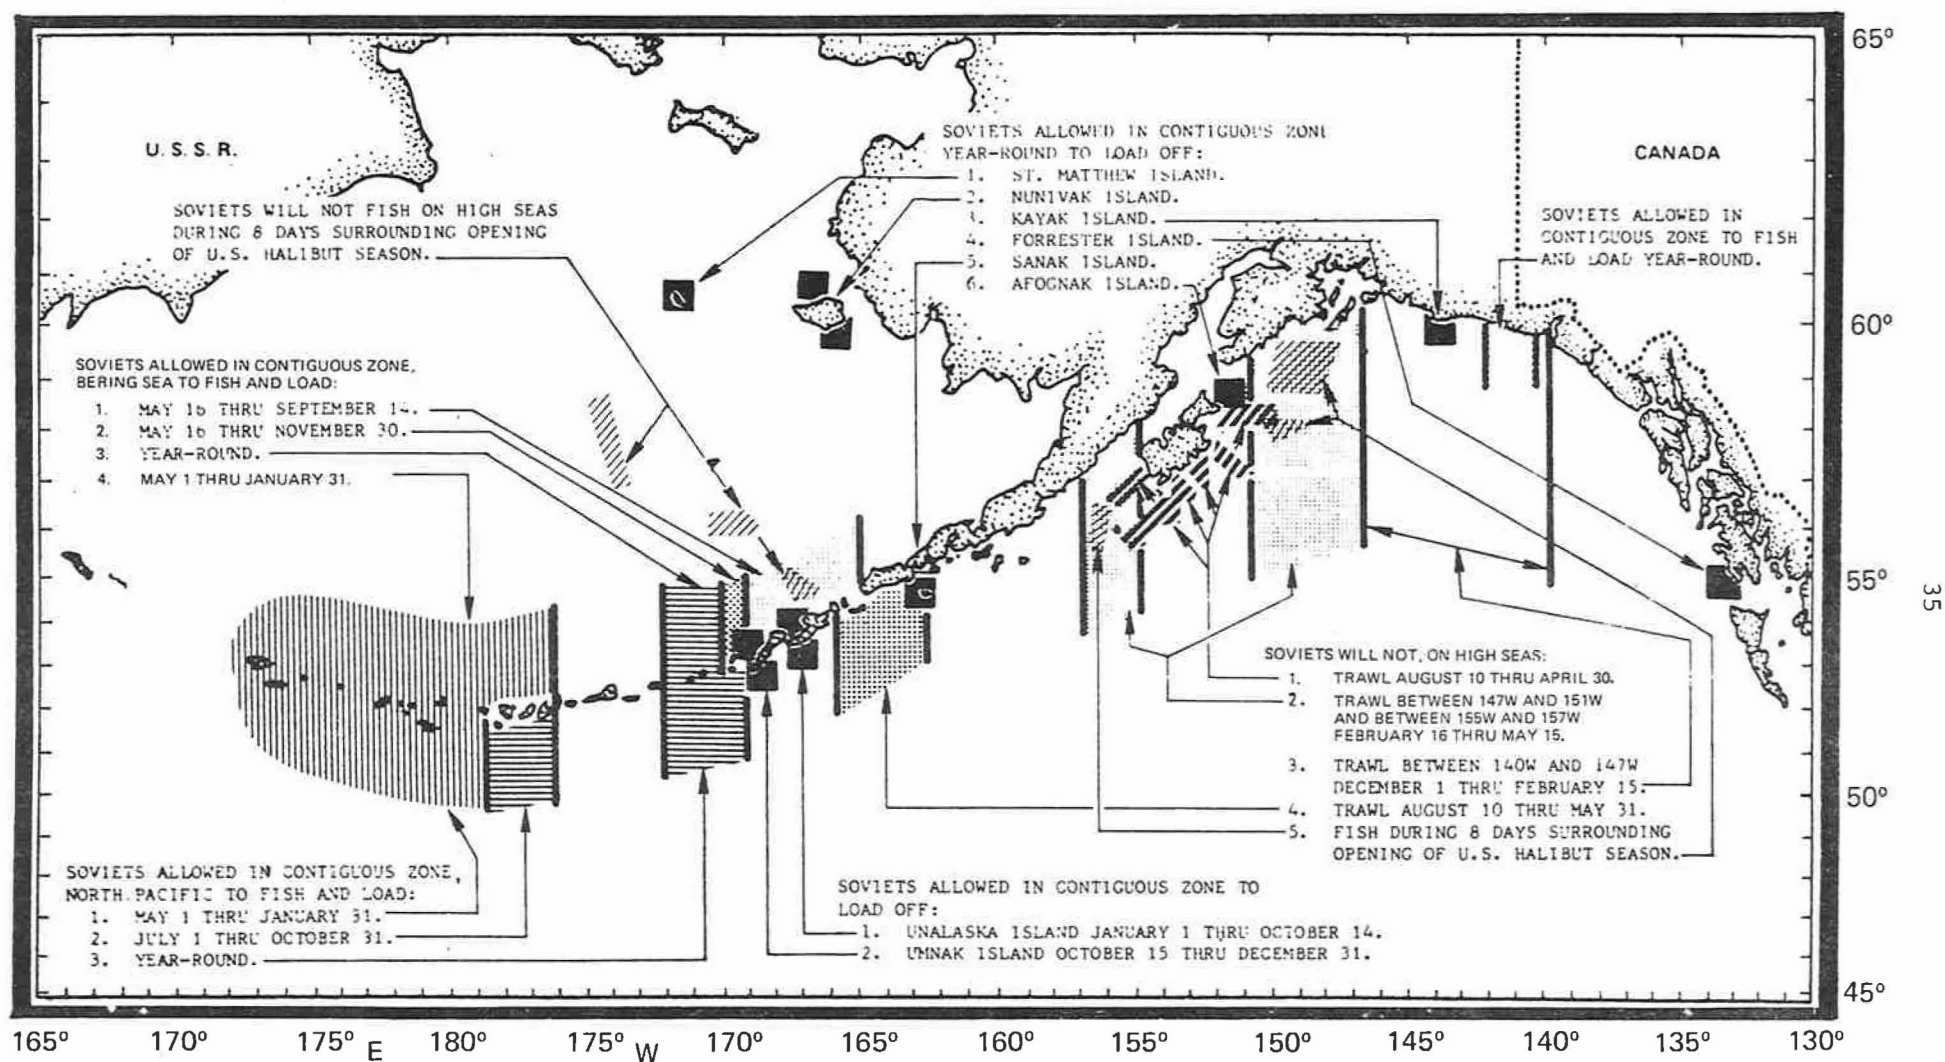 65°
U.S.S.R.
CANADA
SOVIETS ALLOWED IN CONTIGUOUS ZONE
YEAR-ROUND TO LOAD OFF:
1. ST. MATTHEW ISLAND.
2. NUNIVAK ISLAND.
3. KAYAK ISLAND.
4. FORRESTER ISLAND.
5. SANAK ISLAND.
6. AFOGNAK ISLAND.
SOVIETS WILL NOT FISH ON HIGH SEAS
DURING 8 DAYS SURROUNDING OPENING
OF U.S. HALIBUT SEASON.
SOVIETS ALLOWED IN
CONTIGUOUS ZONE TO FISH
AND LOAD YEAR-ROUND.
60°
SOVIETS ALLOWED IN CONTIGUOUS ZONE,
BERING SEA TO FISH AND LOAD:
1. MAY 16 THRU SEPTEMBER 14.
2. MAY 16 THRU NOVEMBER 30.
3. YEAR-ROUND.
4. MAY 1 THRU JANUARY 31.
55°
35
SOVIETS WILL NOT, ON HIGH SEAS:
1. TRAWL AUGUST 10 THRU APRIL 30.
2. TRAWL BETWEEN 147W AND 151W
AND BETWEEN 155W AND 157W
FEBRUARY 16 THRU MAY 15.
3. TRAWL BETWEEN 140W AND 147W
DECEMBER 1 THRU FEBRUARY 15.
4. TRAWL AUGUST 10 THRU MAY 31.
5. FISH DURING 8 DAYS SURROUNDING
OPENING OF U.S. HALIBUT SEASON.
50°
SOVIETS ALLOWED IN CONTIGUOUS ZONE,
NORTH PACIFIC TO FISH AND LOAD:
1. MAY 1 THRU JANUARY 31.
2. JULY 1 THRU OCTOBER 31.
3. YEAR-ROUND.
SOVIETS ALLOWED IN CONTIGUOUS ZONE TO
LOAD OFF:
1. UNALASKA ISLAND JANUARY 1 THRU OCTOBER 14.
2. UMNAK ISLAND OCTOBER 15 THRU DECEMBER 31.
45°
165° 170° 175° E 180° 175° W 170° 165° 160° 155° 150° 145° 140° 135° 130°